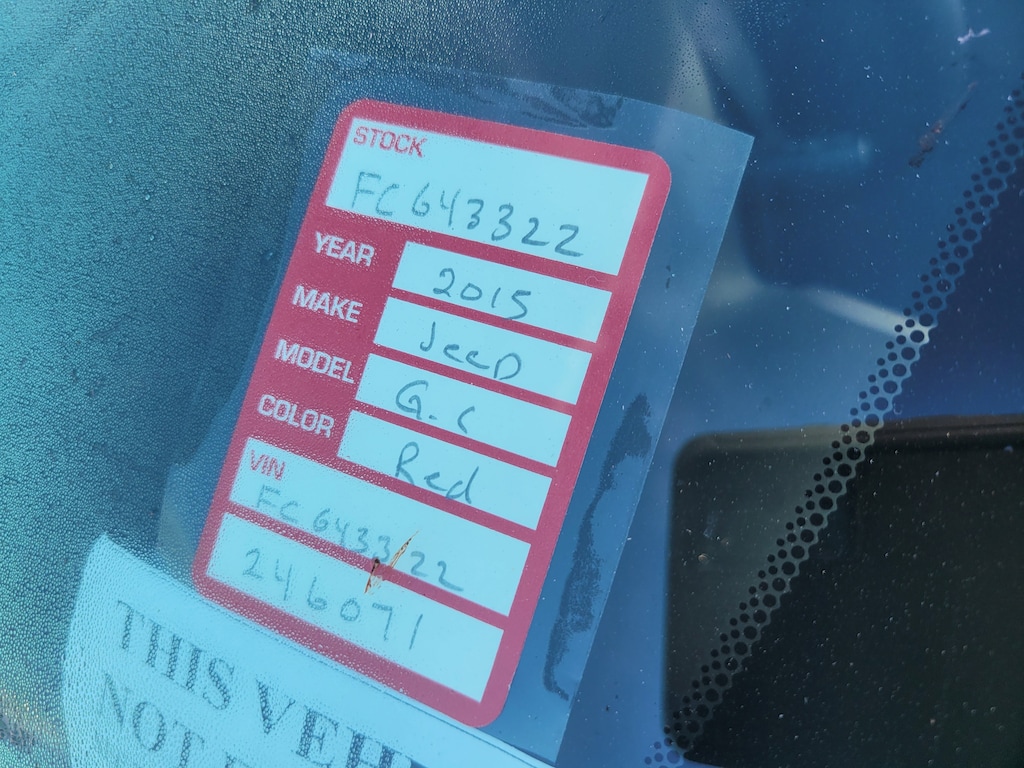 STOCK
FC643322
YEAR 2015
MAKE Jeep
MODEL G.C
COLOR Red
VIN
FC643322
246071
THIS VEH
NOT